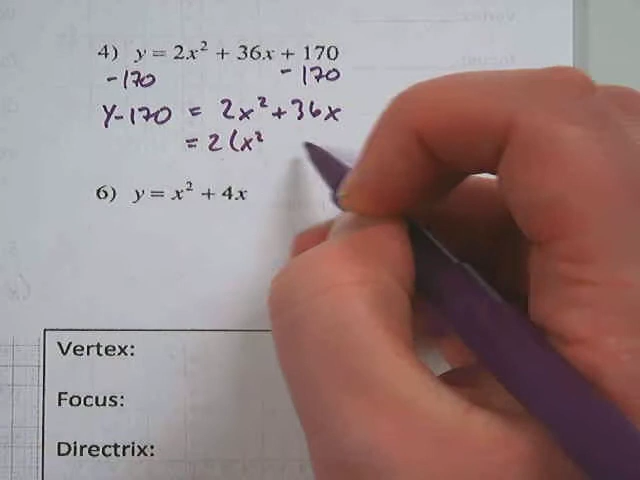 4) y = 2x² + 36x + 170
-170 - 170
y-170 = 2x² + 36x
= 2(x²
6) y = x² + 4x
Vertex:
Focus:
Directrix: